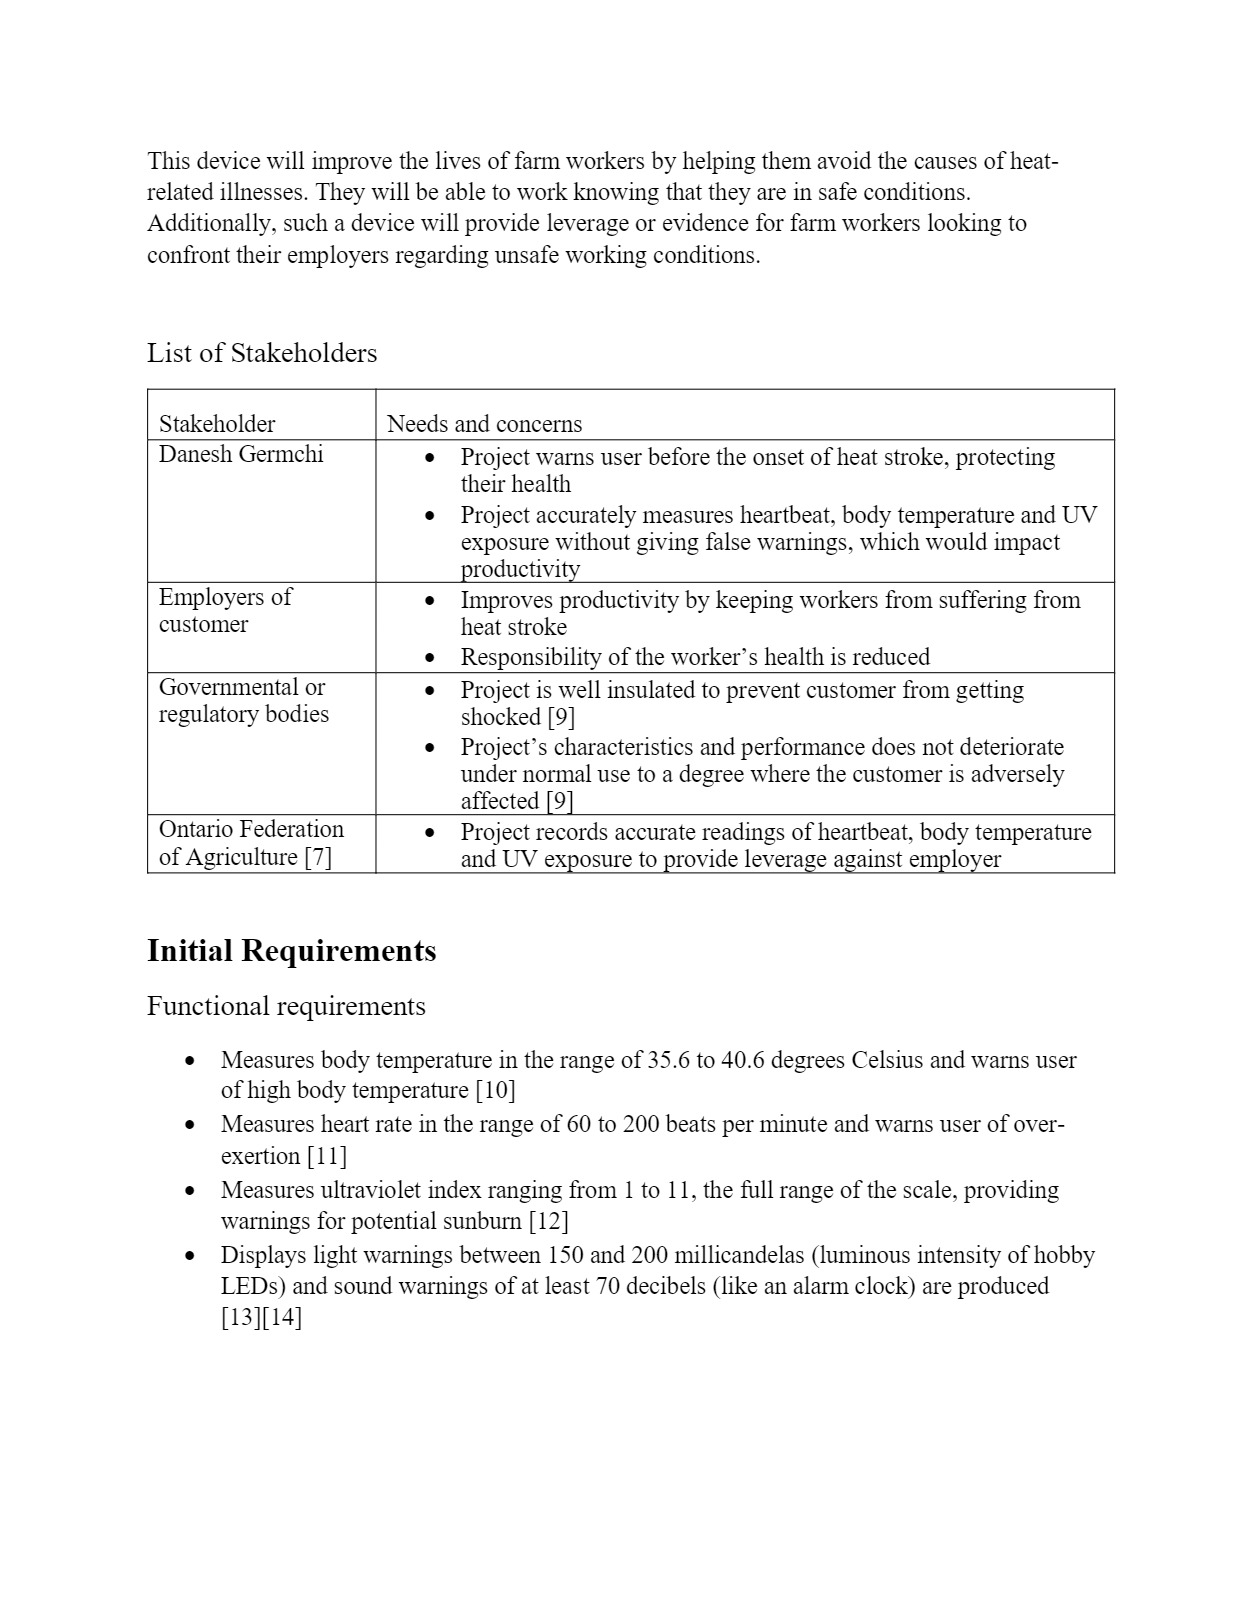 This device will improve the lives of farm workers by helping them avoid the causes of heat-
related illnesses. They will be able to work knowing that they are in safe conditions.
Additionally, such a device will provide leverage or evidence for farm workers looking to
confront their employers regarding unsafe working conditions.
List of Stakeholders
Stakeholder
Needs and concerns
Danesh Germchi
• Project warns user before the onset of heat stroke, protecting
their health
• Project accurately measures heartbeat, body temperature and UV
exposure without giving false warnings, which would impact
productivity
Employers of
customer
• Improves productivity by keeping workers from suffering from
heat stroke
• Responsibility of the worker’s health is reduced
Governmental or
regulatory bodies
• Project is well insulated to prevent customer from getting
shocked [9]
• Project’s characteristics and performance does not deteriorate
under normal use to a degree where the customer is adversely
affected [9]
Ontario Federation
of Agriculture [7]
• Project records accurate readings of heartbeat, body temperature
and UV exposure to provide leverage against employer
Initial Requirements
Functional requirements
• Measures body temperature in the range of 35.6 to 40.6 degrees Celsius and warns user
of high body temperature [10]
• Measures heart rate in the range of 60 to 200 beats per minute and warns user of over-
exertion [11]
• Measures ultraviolet index ranging from 1 to 11, the full range of the scale, providing
warnings for potential sunburn [12]
• Displays light warnings between 150 and 200 millicandelas (luminous intensity of hobby
LEDs) and sound warnings of at least 70 decibels (like an alarm clock) are produced
[13][14]